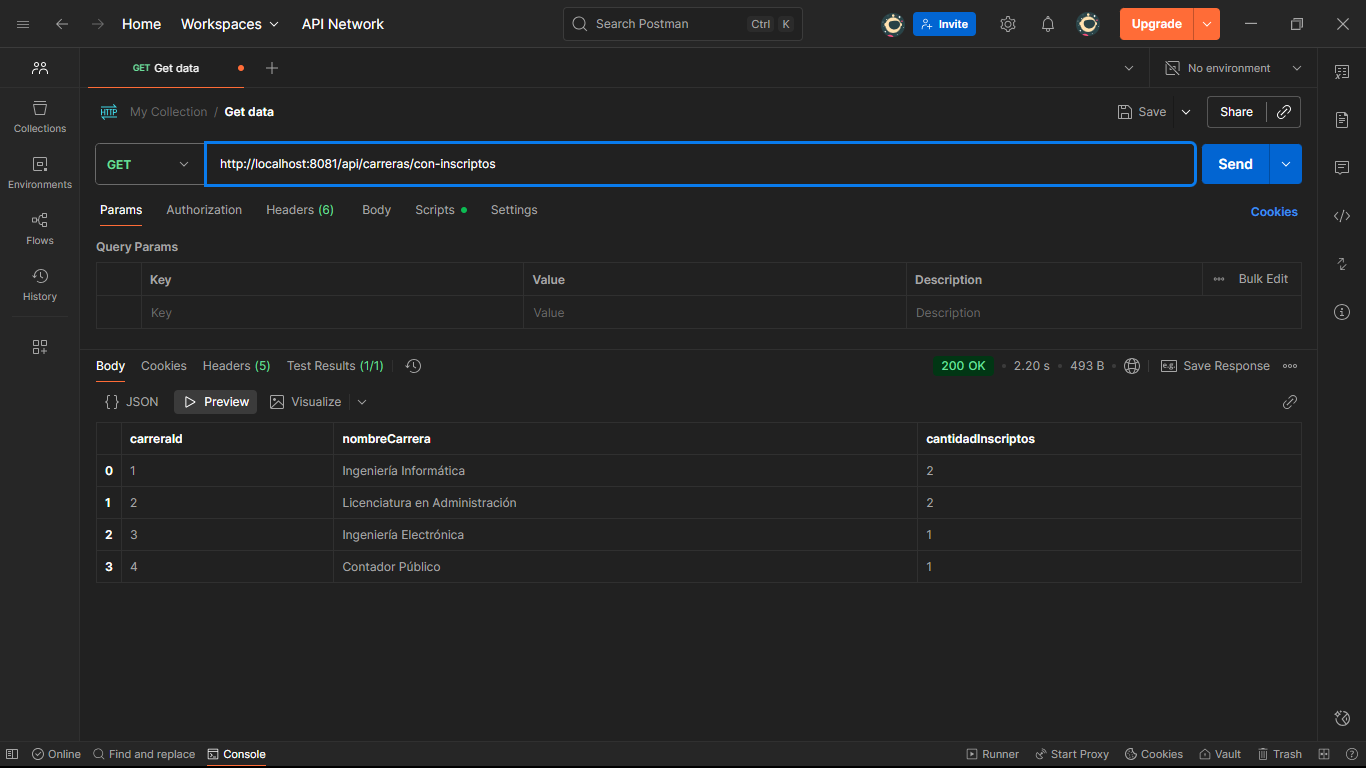 Home Workspaces API Network Search Postman Ctrl K Invite Upgrade
GET Get data No environment
HTTP My Collection / Get data Save Share
Collections
GET http://localhost:8081/api/carreras/con-inscriptos Send
Environments
Params Authorization Headers (6) Body Scripts Settings Cookies
Flows
Query Params
History
Key Value Description Bulk Edit
Key Value Description
Body Cookies Headers (5) Test Results (1/1) 200 OK 2.20 s 493 B e.g. Save Response
{ } JSON Preview Visualize
carreraId nombreCarrera cantidadInscriptos
0 1 Ingeniería Informática 2
1 2 Licenciatura en Administración 2
2 3 Ingeniería Electrónica 1
3 4 Contador Público 1
Online Find and replace Console Runner Start Proxy Cookies Vault Trash